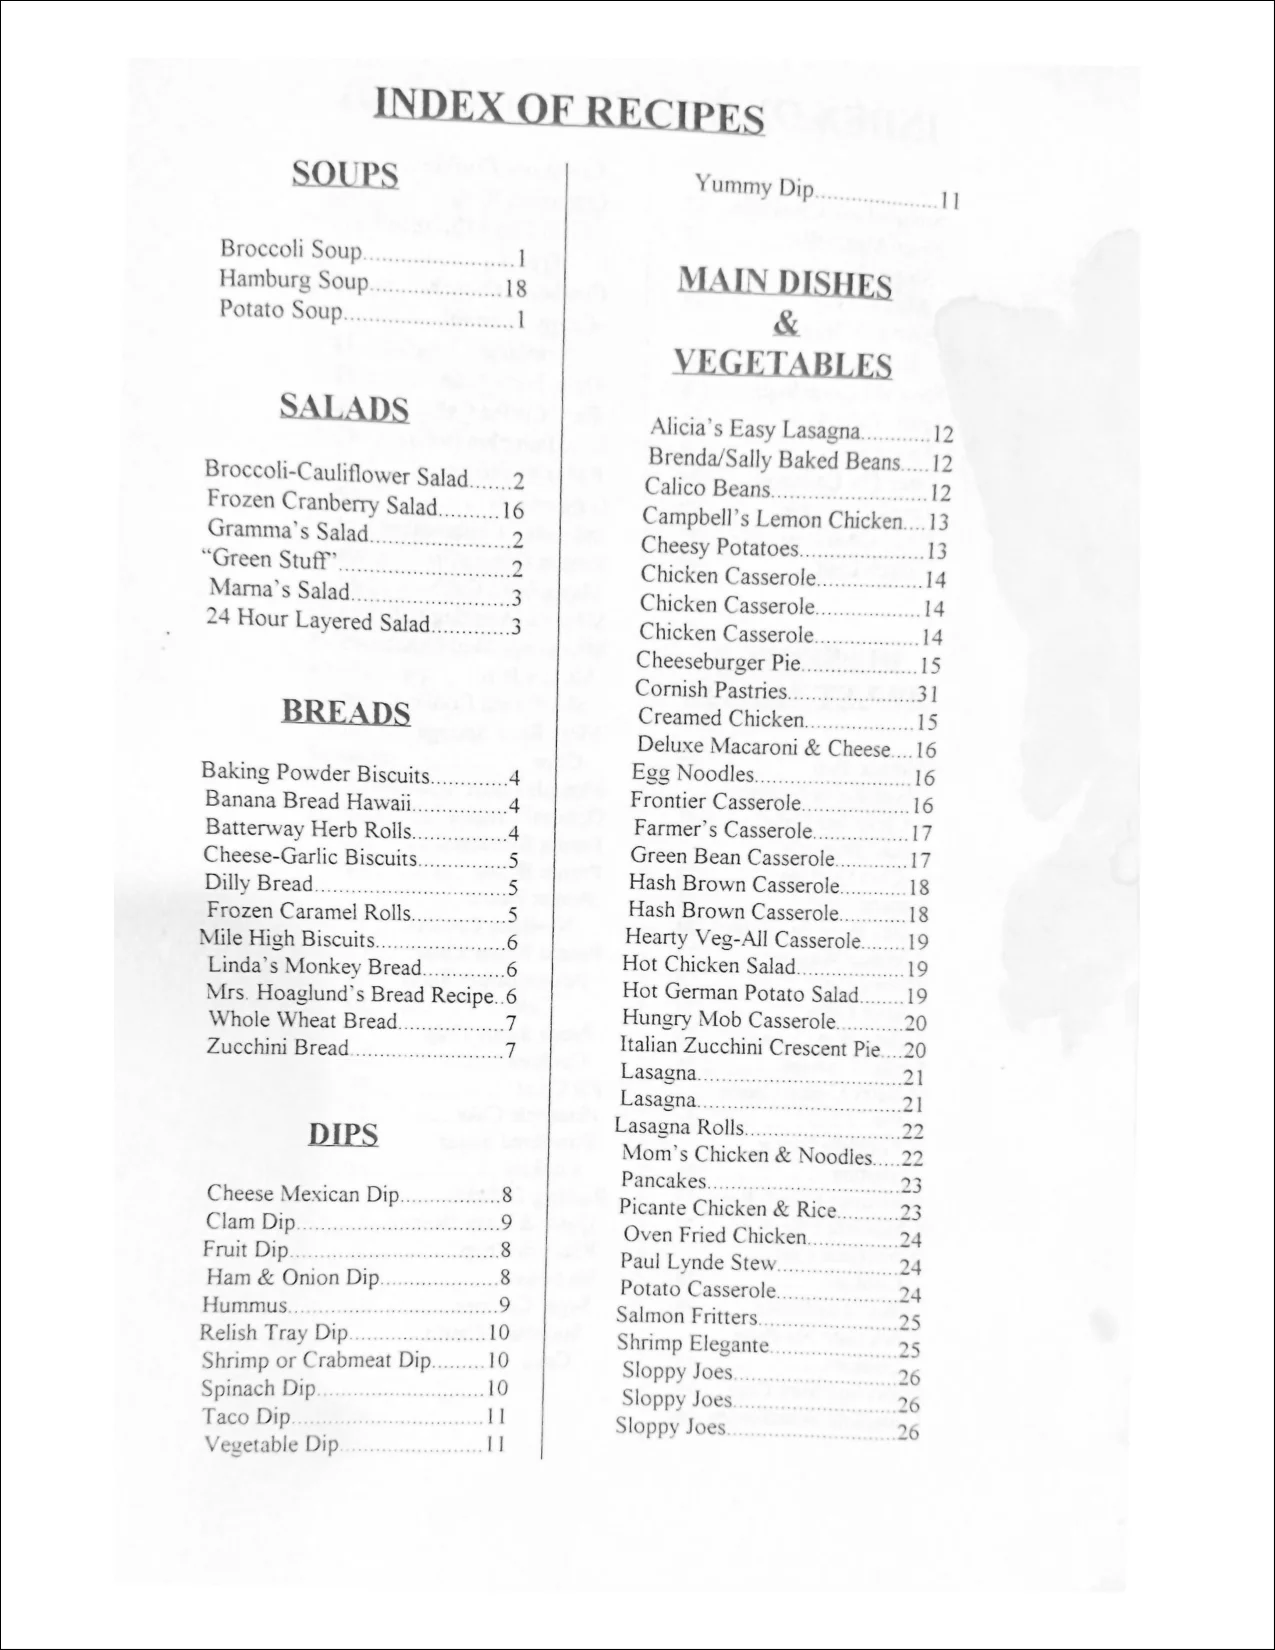 INDEX OF RECIPES
SOUPS
Broccoli Soup........................1
Hamburg Soup.....................18
Potato Soup...........................1
SALADS
Broccoli-Cauliflower Salad.......2
Frozen Cranberry Salad..........16
Gramma's Salad......................2
"Green Stuff"...........................2
Mama's Salad.........................3
24 Hour Layered Salad............3
BREADS
Baking Powder Biscuits............4
Banana Bread Hawaii..............4
Batterway Herb Rolls...............4
Cheese-Garlic Biscuits.............5
Dilly Bread.............................5
Frozen Caramel Rolls..............5
Mile High Biscuits....................6
Linda's Monkey Bread.............6
Mrs. Hoaglund's Bread Recipe..6
Whole Wheat Bread................7
Zucchini Bread........................7
DIPS
Cheese Mexican Dip...............8
Clam Dip...............................9
Fruit Dip................................8
Ham & Onion Dip...................8
Hummus................................9
Relish Tray Dip.....................10
Shrimp or Crabmeat Dip.........10
Spinach Dip.........................10
Taco Dip..............................11
Vegetable Dip.......................11
Yummy Dip...................11
MAIN DISHES
&
VEGETABLES
Alicia's Easy Lasagna...........12
Brenda/Sally Baked Beans.....12
Calico Beans........................12
Campbell's Lemon Chicken....13
Cheesy Potatoes...................13
Chicken Casserole................14
Chicken Casserole................14
Chicken Casserole................14
Cheeseburger Pie.................15
Cornish Pastries...................31
Creamed Chicken.................15
Deluxe Macaroni & Cheese....16
Egg Noodles........................16
Frontier Casserole................16
Farmer's Casserole..............17
Green Bean Casserole..........17
Hash Brown Casserole..........18
Hash Brown Casserole..........18
Hearty Veg-All Casserole.......19
Hot Chicken Salad................19
Hot German Potato Salad.......19
Hungry Mob Casserole..........20
Italian Zucchini Crescent Pie...20
Lasagna..............................21
Lasagna..............................21
Lasagna Rolls......................22
Mom's Chicken & Noodles.....22
Pancakes............................23
Picante Chicken & Rice.........23
Oven Fried Chicken..............24
Paul Lynde Stew..................24
Potato Casserole..................24
Salmon Fritters....................25
Shrimp Elegante..................25
Sloppy Joes........................26
Sloppy Joes........................26
Sloppy Joes........................26